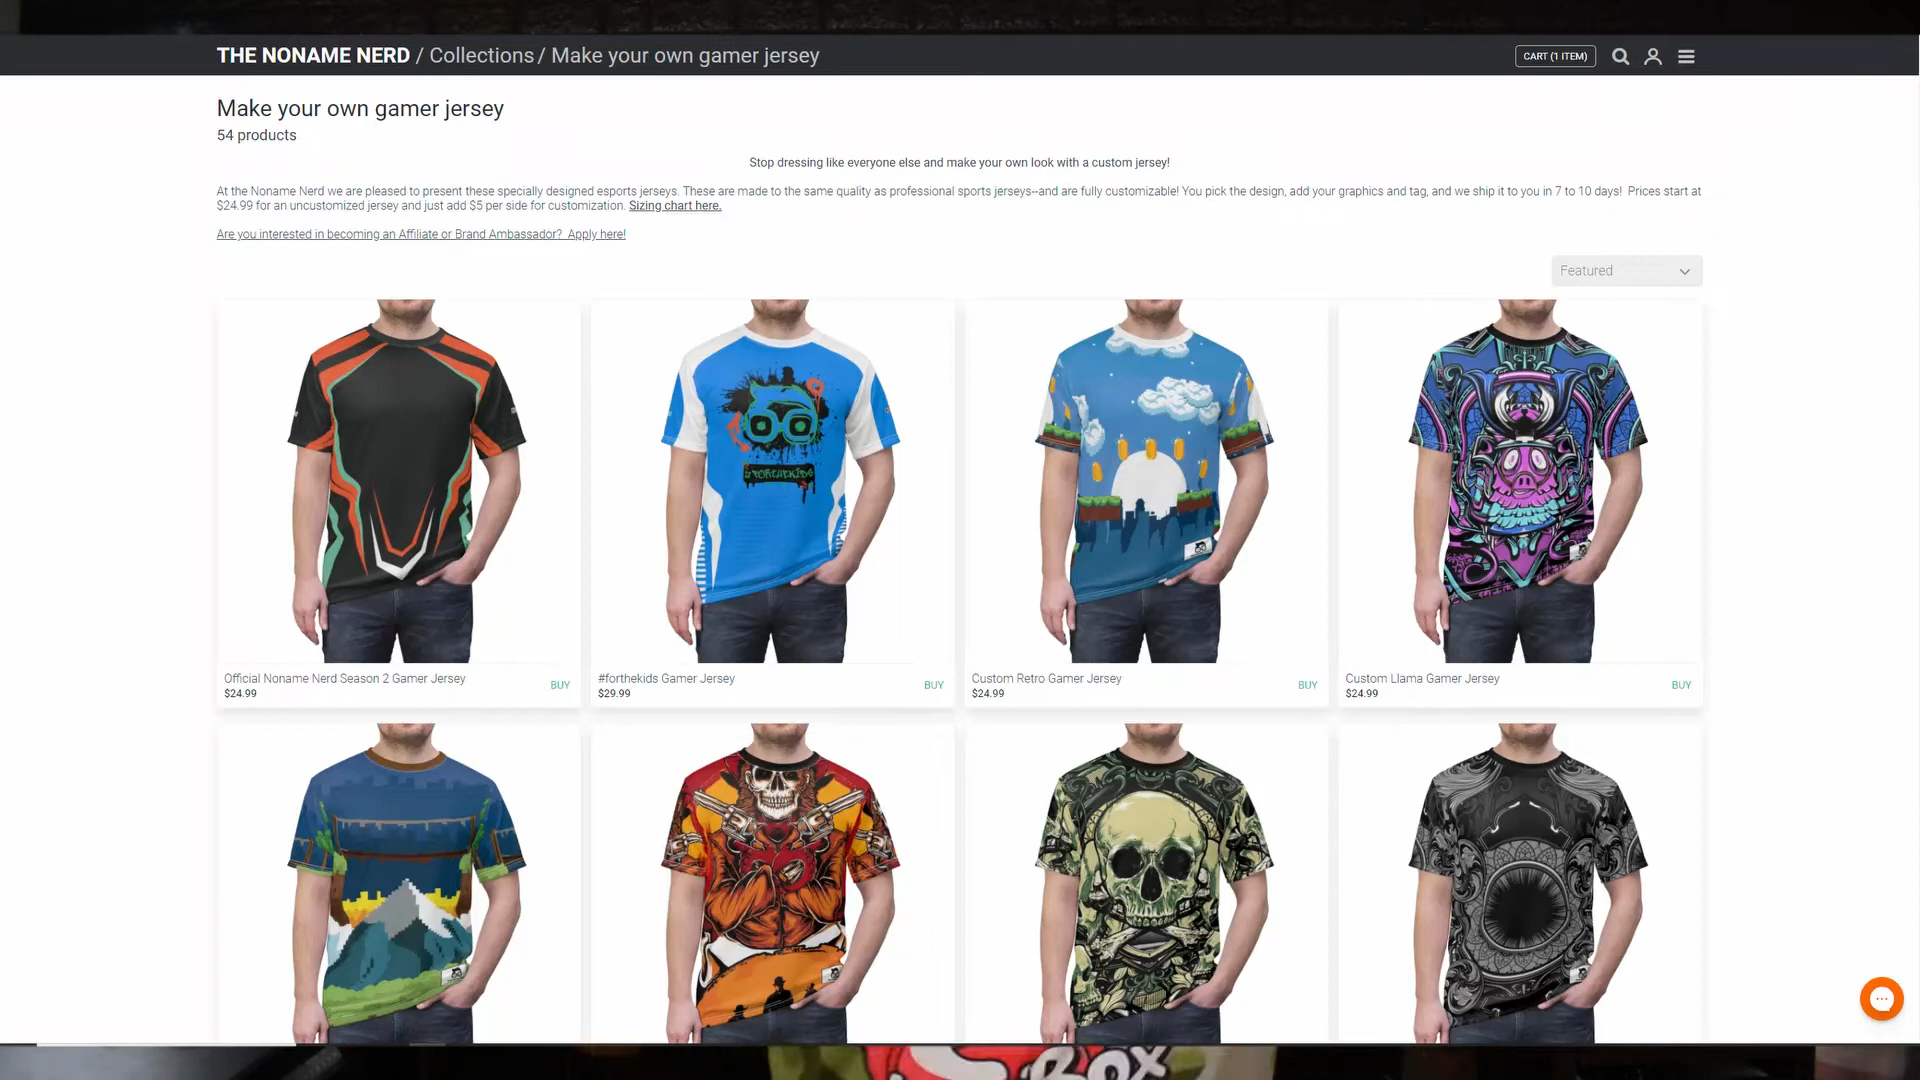 THE NONAME NERD / Collections / Make your own gamer jersey
CART (1 ITEM)
Make your own gamer jersey
54 products
Stop dressing like everyone else and make your own look with a custom jersey!
At the Noname Nerd we are pleased to present these specially designed esports jerseys. These are made to the same quality as professional sports jerseys--and are fully customizable! You pick the design, add your graphics and tag, and we ship it to you in 7 to 10 days!  Prices start at
$24.99 for an uncustomized jersey and just add $5 per side for customization. Sizing chart here.
Are you interested in becoming an Affiliate or Brand Ambassador?  Apply here!
Featured
#FORTHEKIDS
Official Noname Nerd Season 2 Gamer Jersey
$24.99
BUY
#forthekids Gamer Jersey
$29.99
BUY
Custom Retro Gamer Jersey
$24.99
BUY
Custom Llama Gamer Jersey
$24.99
BUY
BOX